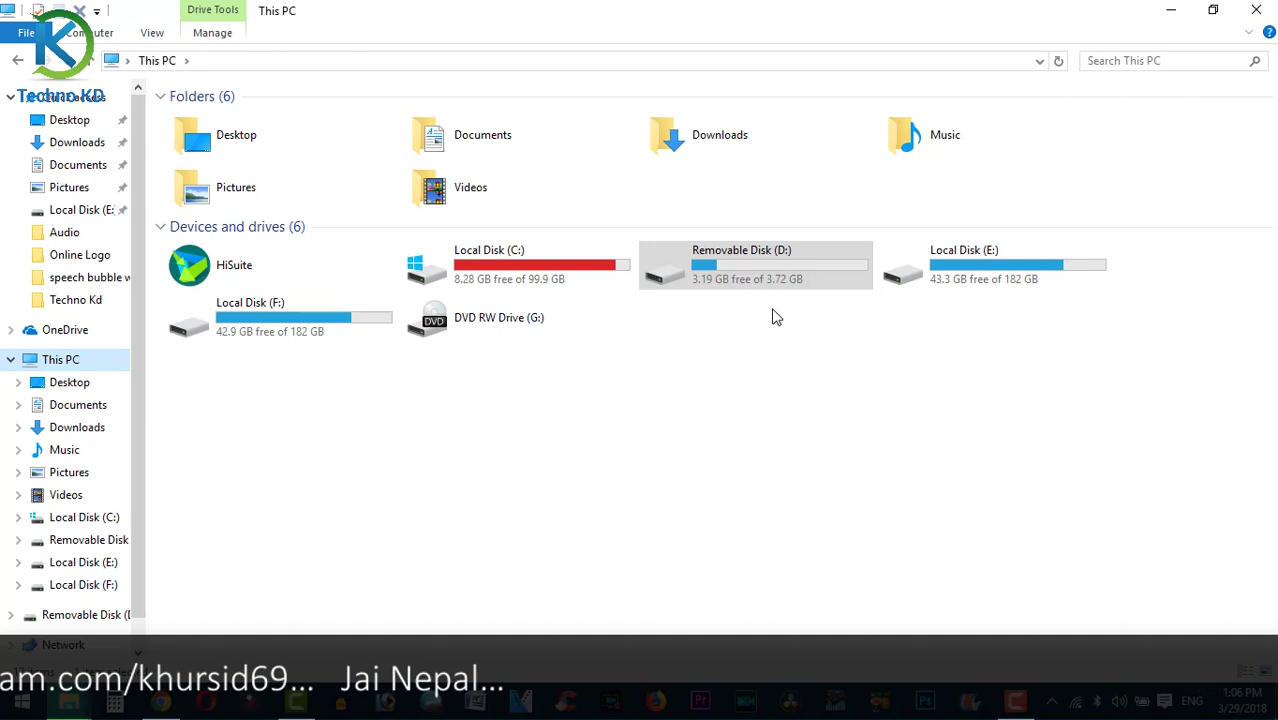 Drive Tools
This PC
File
Computer
View
Manage
This PC
Search This PC
Techno KD
Quick access
Desktop
Downloads
Documents
Pictures
Local Disk (E:
Audio
Online Logo
speech bubble w
Techno Kd
OneDrive
This PC
Desktop
Documents
Downloads
Music
Pictures
Videos
Local Disk (C:)
Removable Disk
Local Disk (E:)
Local Disk (F:)
Removable Disk (D
Network
Folders (6)
Desktop
Documents
Downloads
Music
Pictures
Videos
Devices and drives (6)
HiSuite
Local Disk (C:)
8.28 GB free of 99.9 GB
Removable Disk (D:)
3.19 GB free of 3.72 GB
Local Disk (E:)
43.3 GB free of 182 GB
Local Disk (F:)
42.9 GB free of 182 GB
DVD
DVD RW Drive (G:)
am.com/khursid69... Jai Nepal...
ENG
1:06 PM
3/29/2018